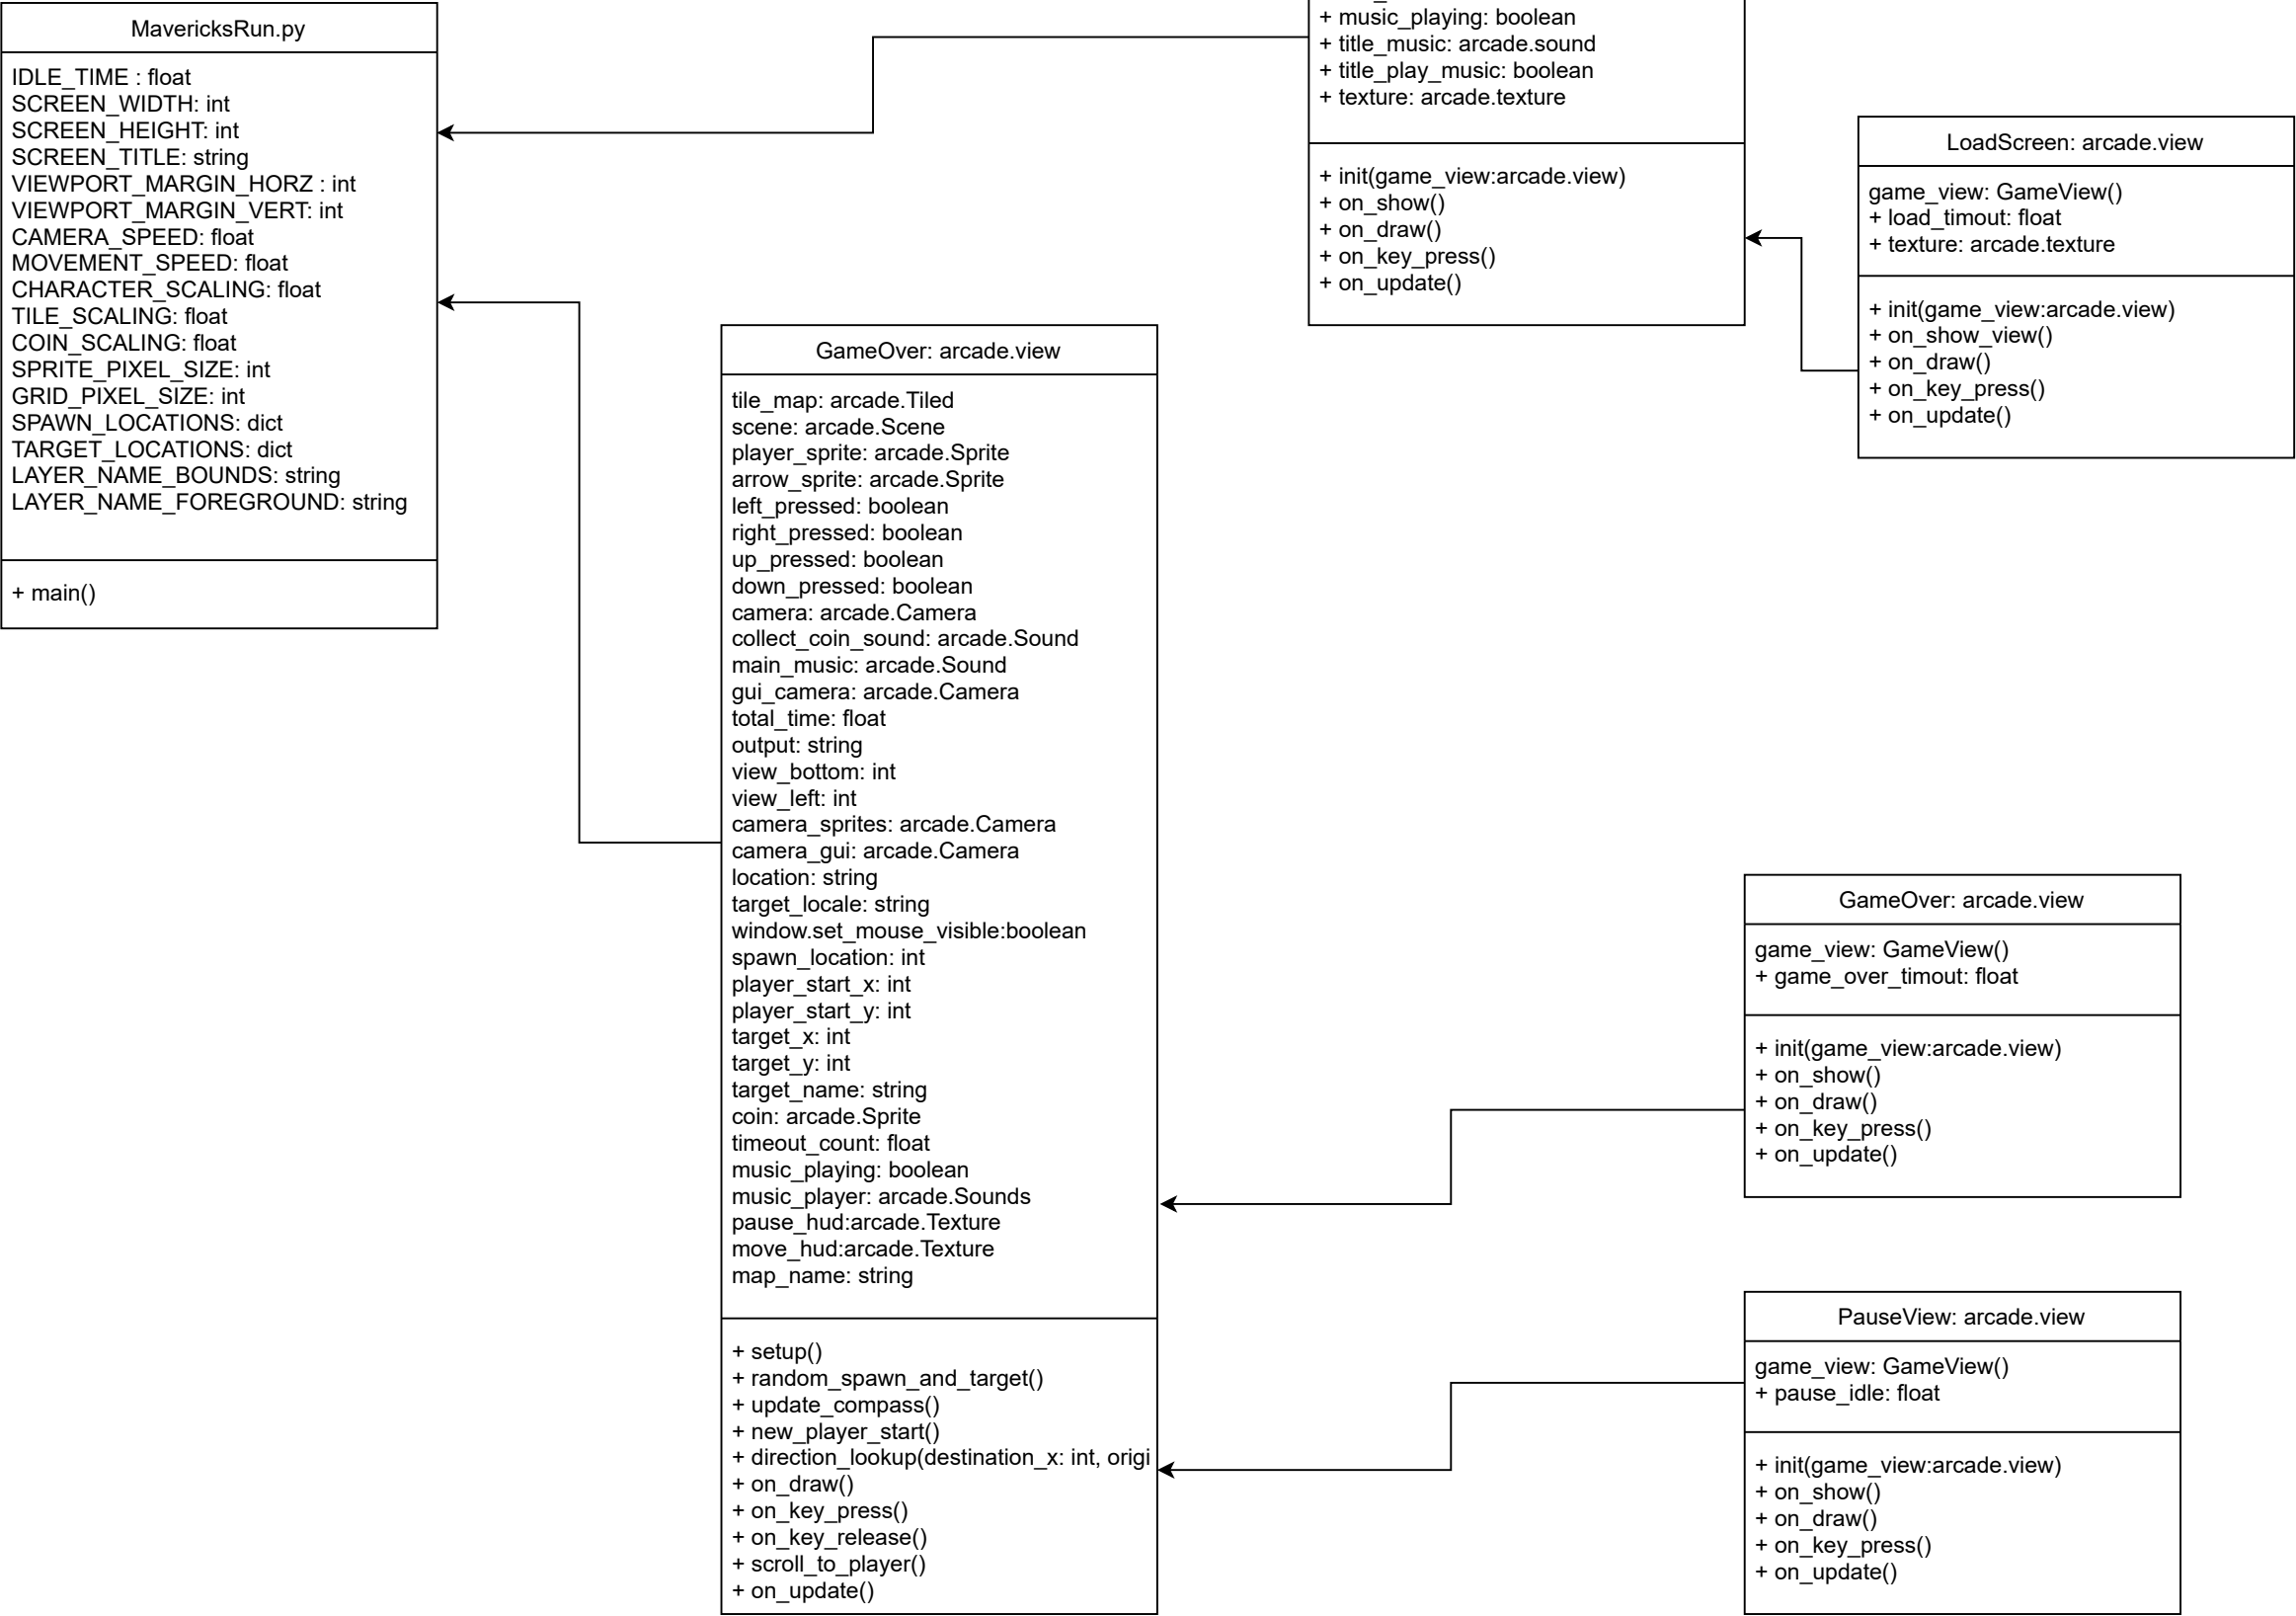 MavericksRun.py
IDLE_TIME : float
SCREEN_WIDTH: int
SCREEN_HEIGHT: int
SCREEN_TITLE: string
VIEWPORT_MARGIN_HORZ : int
VIEWPORT_MARGIN_VERT: int
CAMERA_SPEED: float
MOVEMENT_SPEED: float
CHARACTER_SCALING: float
TILE_SCALING: float
COIN_SCALING: float
SPRITE_PIXEL_SIZE: int
GRID_PIXEL_SIZE: int
SPAWN_LOCATIONS: dict
TARGET_LOCATIONS: dict
LAYER_NAME_BOUNDS: string
LAYER_NAME_FOREGROUND: string
+ main()
+ music_playing: boolean
+ title_music: arcade.sound
+ title_play_music: boolean
+ texture: arcade.texture
+ init(game_view:arcade.view)
+ on_show()
+ on_draw()
+ on_key_press()
+ on_update()
LoadScreen: arcade.view
game_view: GameView()
+ load_timout: float
+ texture: arcade.texture
+ init(game_view:arcade.view)
+ on_show_view()
+ on_draw()
+ on_key_press()
+ on_update()
GameOver: arcade.view
tile_map: arcade.Tiled
scene: arcade.Scene
player_sprite: arcade.Sprite
arrow_sprite: arcade.Sprite
left_pressed: boolean
right_pressed: boolean
up_pressed: boolean
down_pressed: boolean
camera: arcade.Camera
collect_coin_sound: arcade.Sound
main_music: arcade.Sound
gui_camera: arcade.Camera
total_time: float
output: string
view_bottom: int
view_left: int
camera_sprites: arcade.Camera
camera_gui: arcade.Camera
location: string
target_locale: string
window.set_mouse_visible:boolean
spawn_location: int
player_start_x: int
player_start_y: int
target_x: int
target_y: int
target_name: string
coin: arcade.Sprite
timeout_count: float
music_playing: boolean
music_player: arcade.Sounds
pause_hud:arcade.Texture
move_hud:arcade.Texture
map_name: string
+ setup()
+ random_spawn_and_target()
+ update_compass()
+ new_player_start()
+ direction_lookup(destination_x: int, origi
+ on_draw()
+ on_key_press()
+ on_key_release()
+ scroll_to_player()
+ on_update()
GameOver: arcade.view
game_view: GameView()
+ game_over_timout: float
+ init(game_view:arcade.view)
+ on_show()
+ on_draw()
+ on_key_press()
+ on_update()
PauseView: arcade.view
game_view: GameView()
+ pause_idle: float
+ init(game_view:arcade.view)
+ on_show()
+ on_draw()
+ on_key_press()
+ on_update()